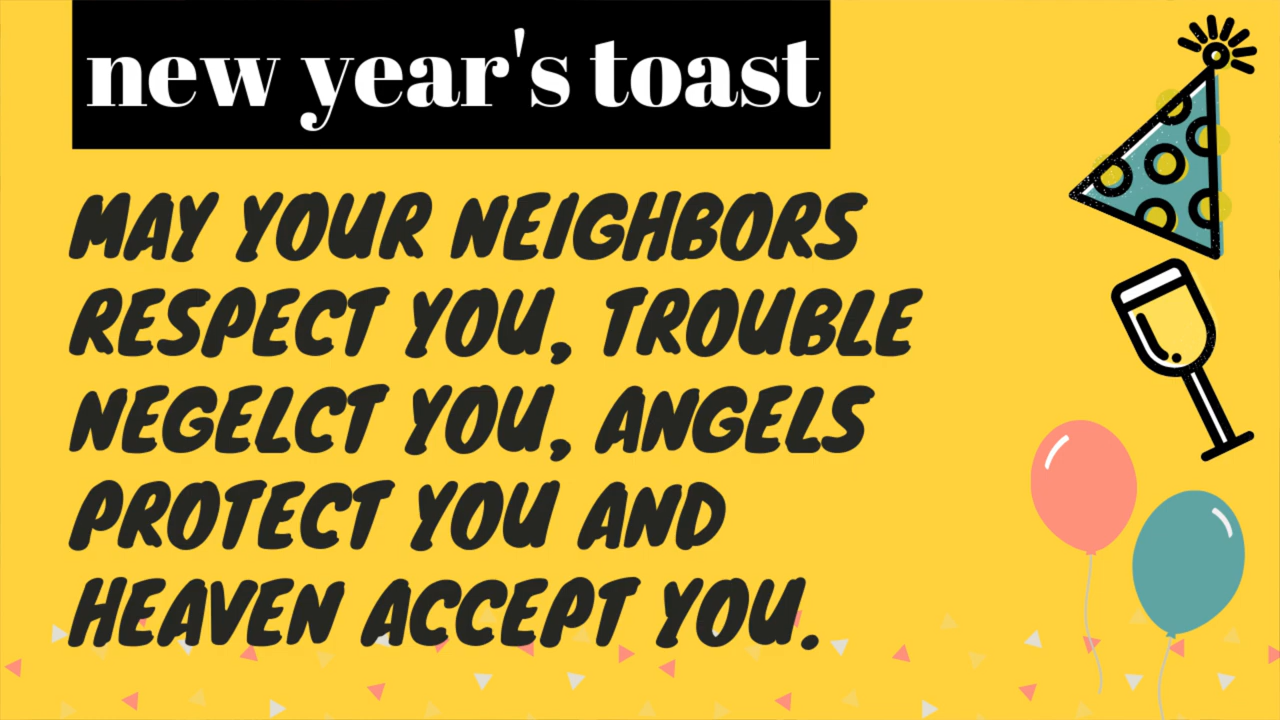 new year's toast
MAY YOUR NEIGHBORS
RESPECT YOU, TROUBLE
NEGELCT YOU, ANGELS
PROTECT YOU AND
HEAVEN ACCEPT YOU.